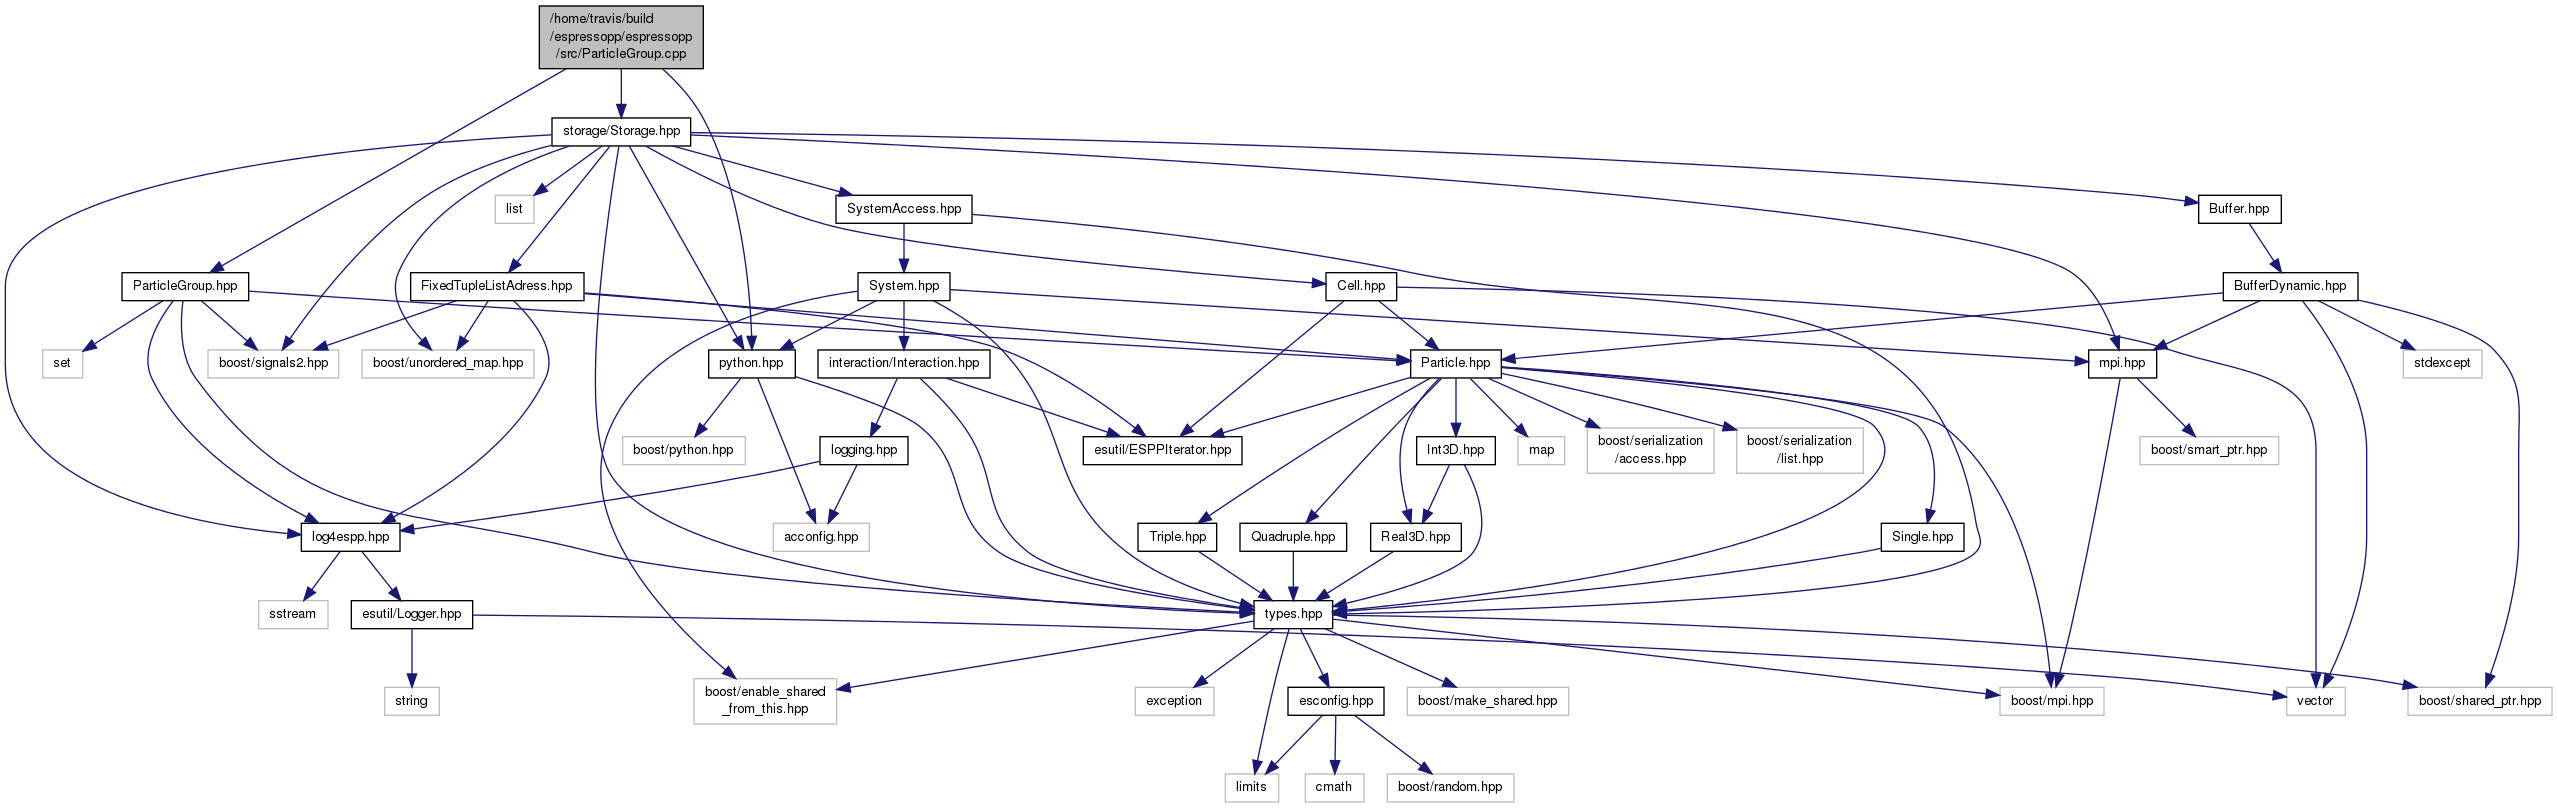 /home/travis/build
/espressopp/espressopp
/src/ParticleGroup.cpp
storage/Storage.hpp
list
SystemAccess.hpp
Buffer.hpp
ParticleGroup.hpp
FixedTupleListAdress.hpp
System.hpp
Cell.hpp
BufferDynamic.hpp
set
boost/signals2.hpp
boost/unordered_map.hpp
python.hpp
interaction/Interaction.hpp
Particle.hpp
mpi.hpp
stdexcept
boost/python.hpp
logging.hpp
esutil/ESPPIterator.hpp
Int3D.hpp
map
boost/serialization
/access.hpp
boost/serialization
/list.hpp
boost/smart_ptr.hpp
log4espp.hpp
acconfig.hpp
Triple.hpp
Quadruple.hpp
Real3D.hpp
Single.hpp
sstream
esutil/Logger.hpp
types.hpp
string
boost/enable_shared
_from_this.hpp
exception
esconfig.hpp
boost/make_shared.hpp
boost/mpi.hpp
vector
boost/shared_ptr.hpp
limits
cmath
boost/random.hpp